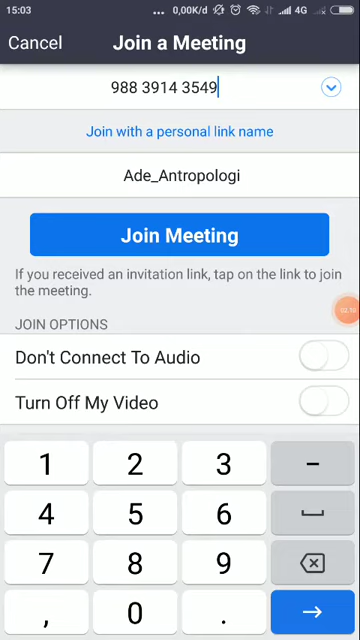 15:03 ... 0,00K/d 4G
Cancel Join a Meeting
988 3914 3549
Join with a personal link name
Ade_Antropologi
Join Meeting
If you received an invitation link, tap on the link to join
the meeting.
JOIN OPTIONS
Don't Connect To Audio
Turn Off My Video
1 2 3 -
4 5 6
7 8 9
, 0 .